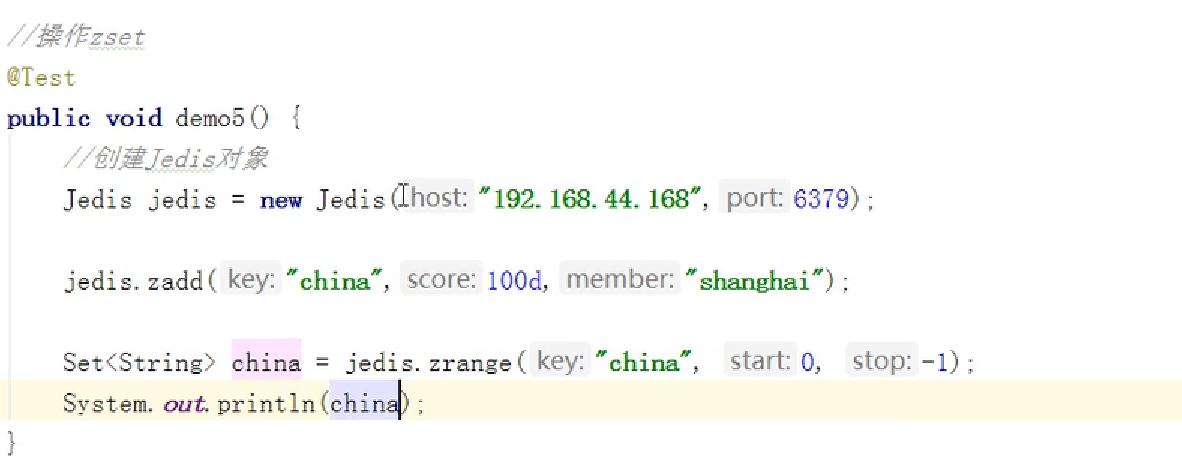 //操作zset
@Test
public void demo5() {
//创建Jedis对象
Jedis jedis = new Jedis( host: "192.168.44.168", port: 6379);
jedis.zadd( key: "china", score: 100d, member: "shanghai");
Set<String> china = jedis.zrange( key: "china", start: 0, stop: -1);
System.out.println(china);
}